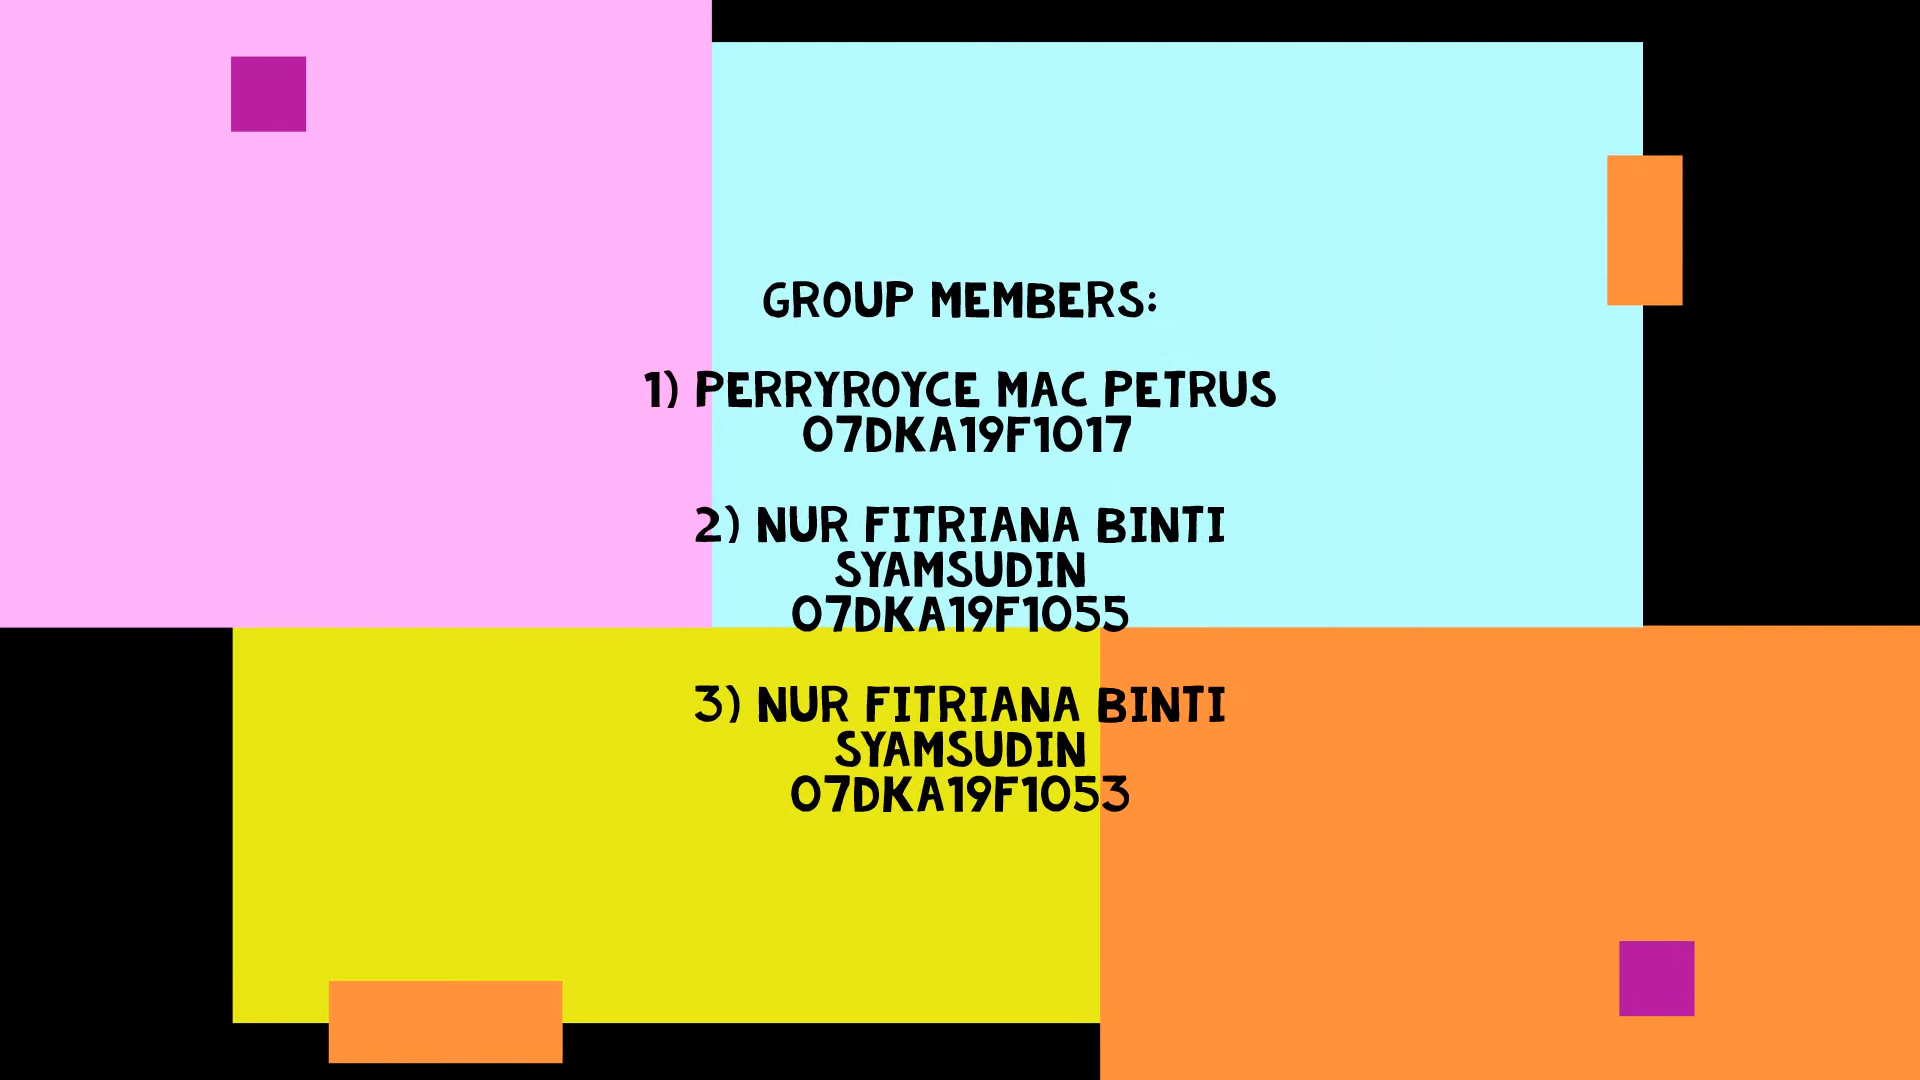 GROUP MEMBERS:
1) PERRYROYCE MAC PETRUS
07DKA19F1017
2) NUR FITRIANA BINTI
SYAMSUDIN
07DKA19F1055
3) NUR FITRIANA BINTI
SYAMSUDIN
07DKA19F1053